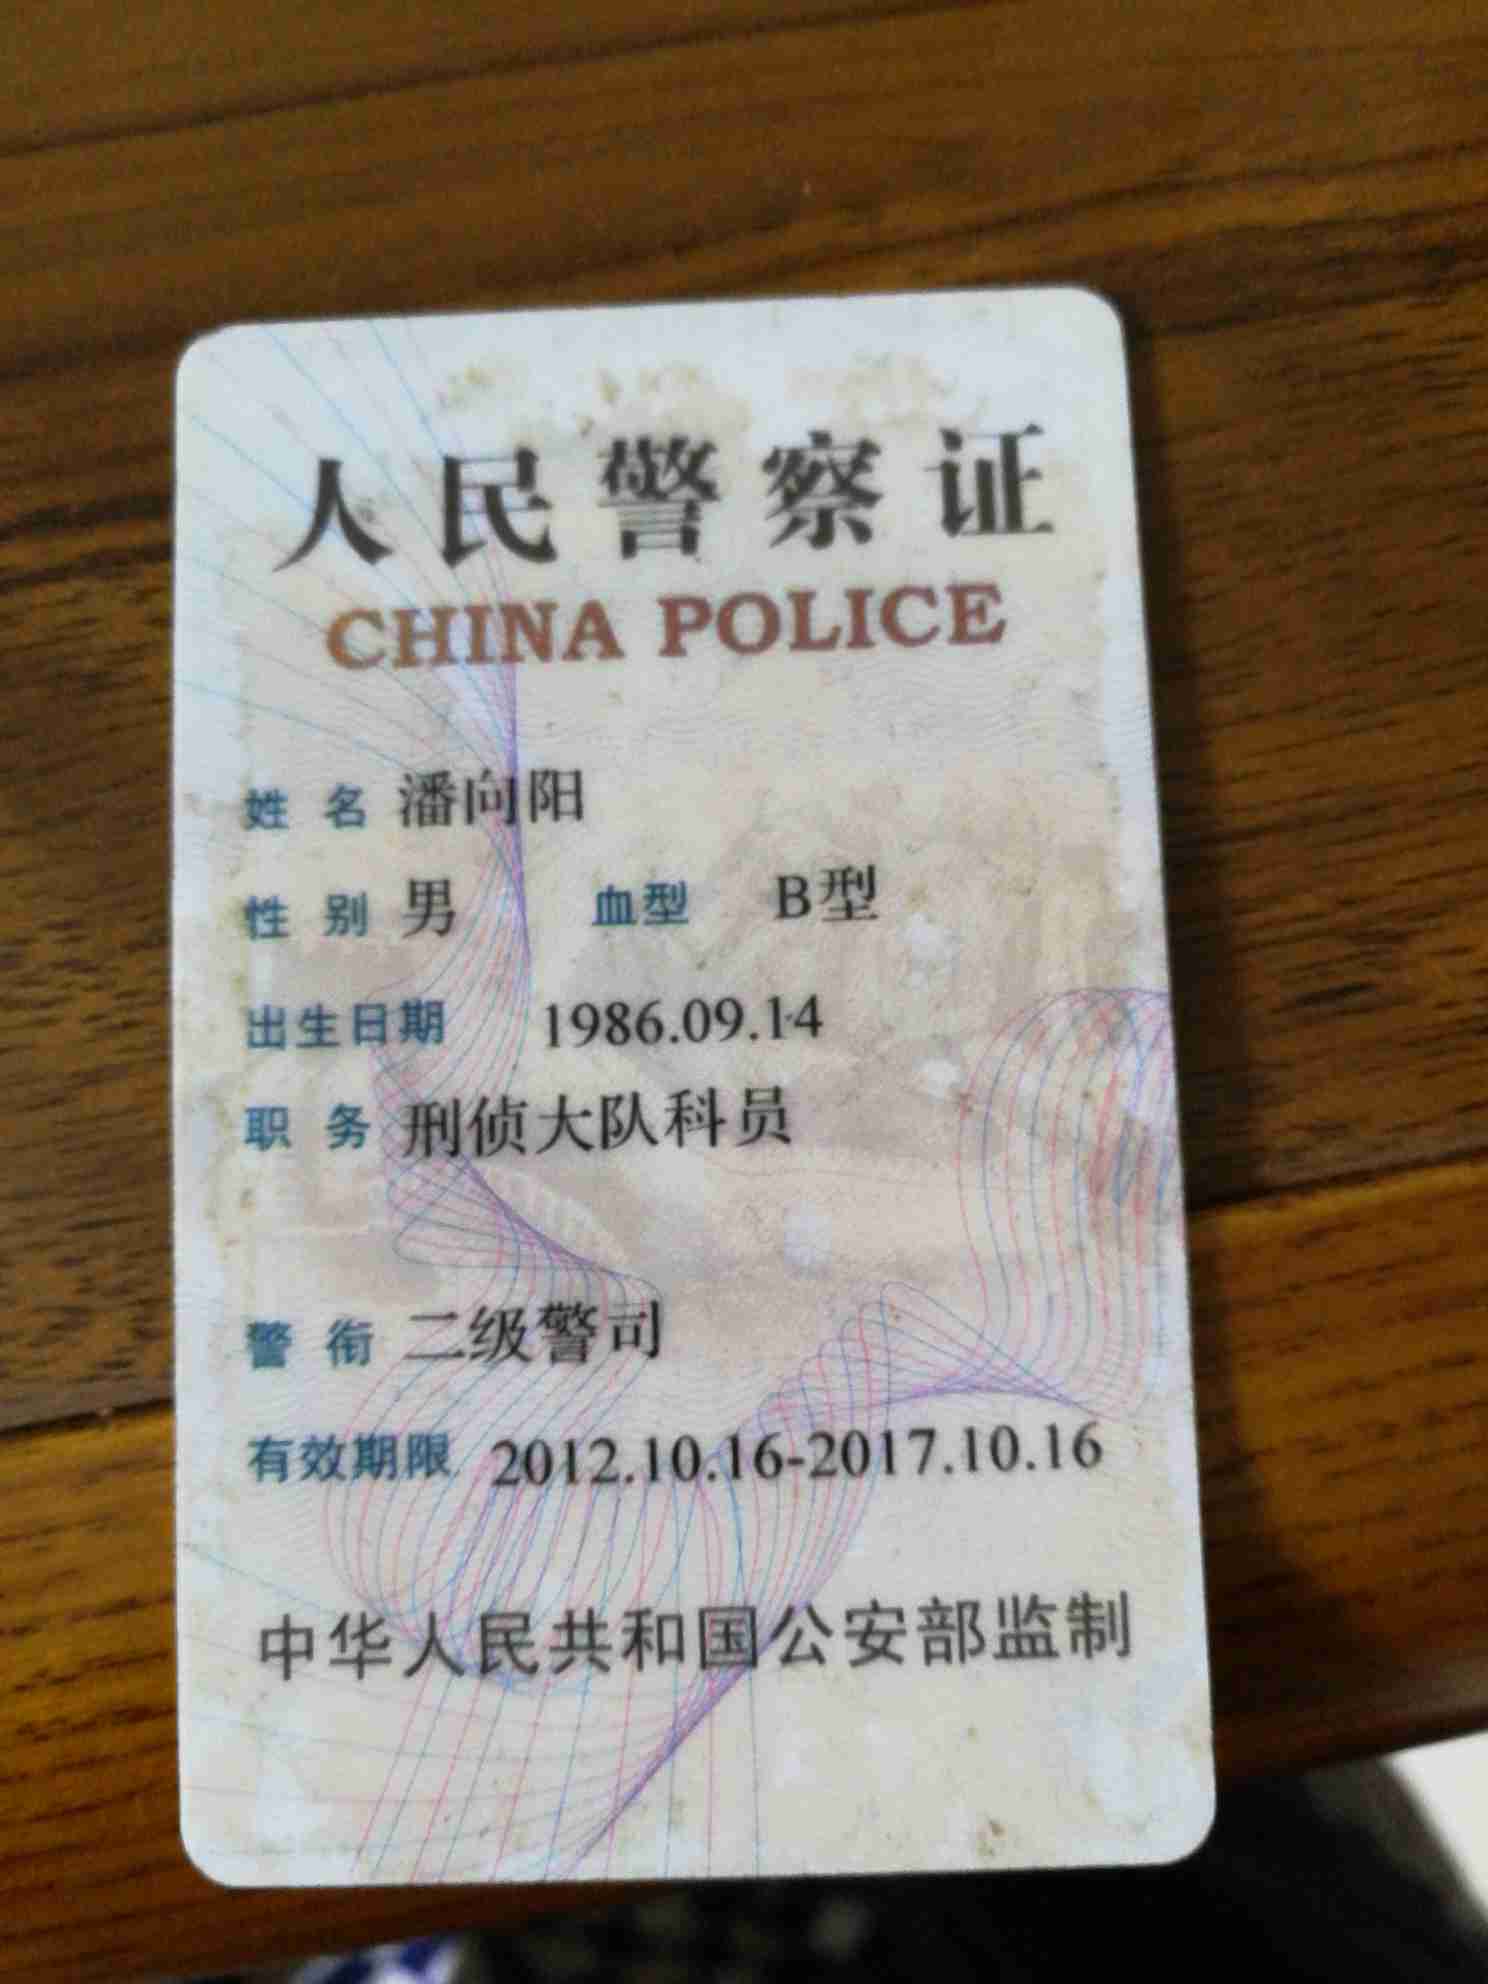 人民警察证
CHINA POLICE
姓 名 潘向阳
性 别 男 血型 B型
出生日期 1986.09.14
职 务 刑侦大队科员
警 衔 二级警司
有效期限 2012.10.16-2017.10.16
中华人民共和国公安部监制